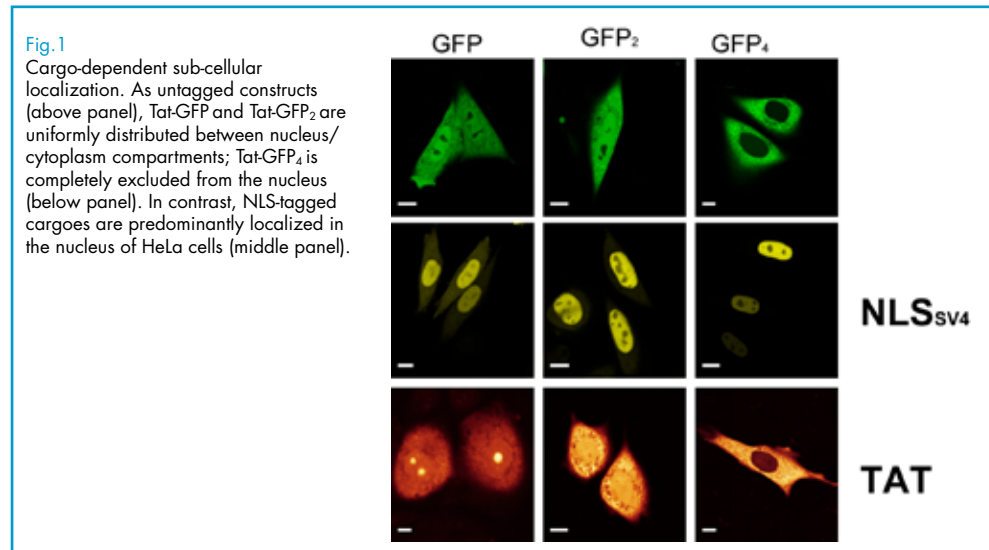 Fig.1
Cargo-dependent sub-cellular
localization. As untagged constructs
(above panel), Tat-GFP and Tat-GFP₂ are
uniformly distributed between nucleus/
cytoplasm compartments; Tat-GFP₄ is
completely excluded from the nucleus
(below panel). In contrast, NLS-tagged
cargoes are predominantly localized in
the nucleus of HeLa cells (middle panel).
GFP GFP₂ GFP₄
NLSSV4
TAT